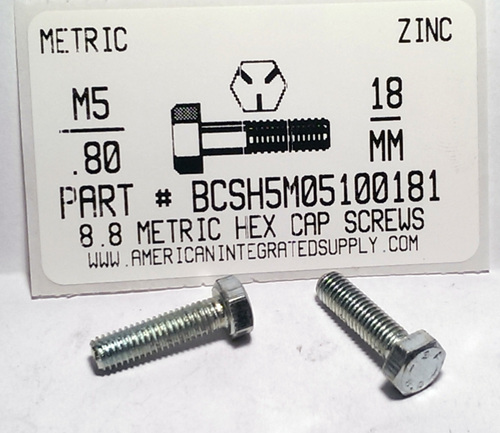 METRIC ZINC
M5 18
.80 MM
PART # BCSH5M05100181
8.8 METRIC HEX CAP SCREWS
WWW.AMERICANINTEGRATEDSUPPLY.COM